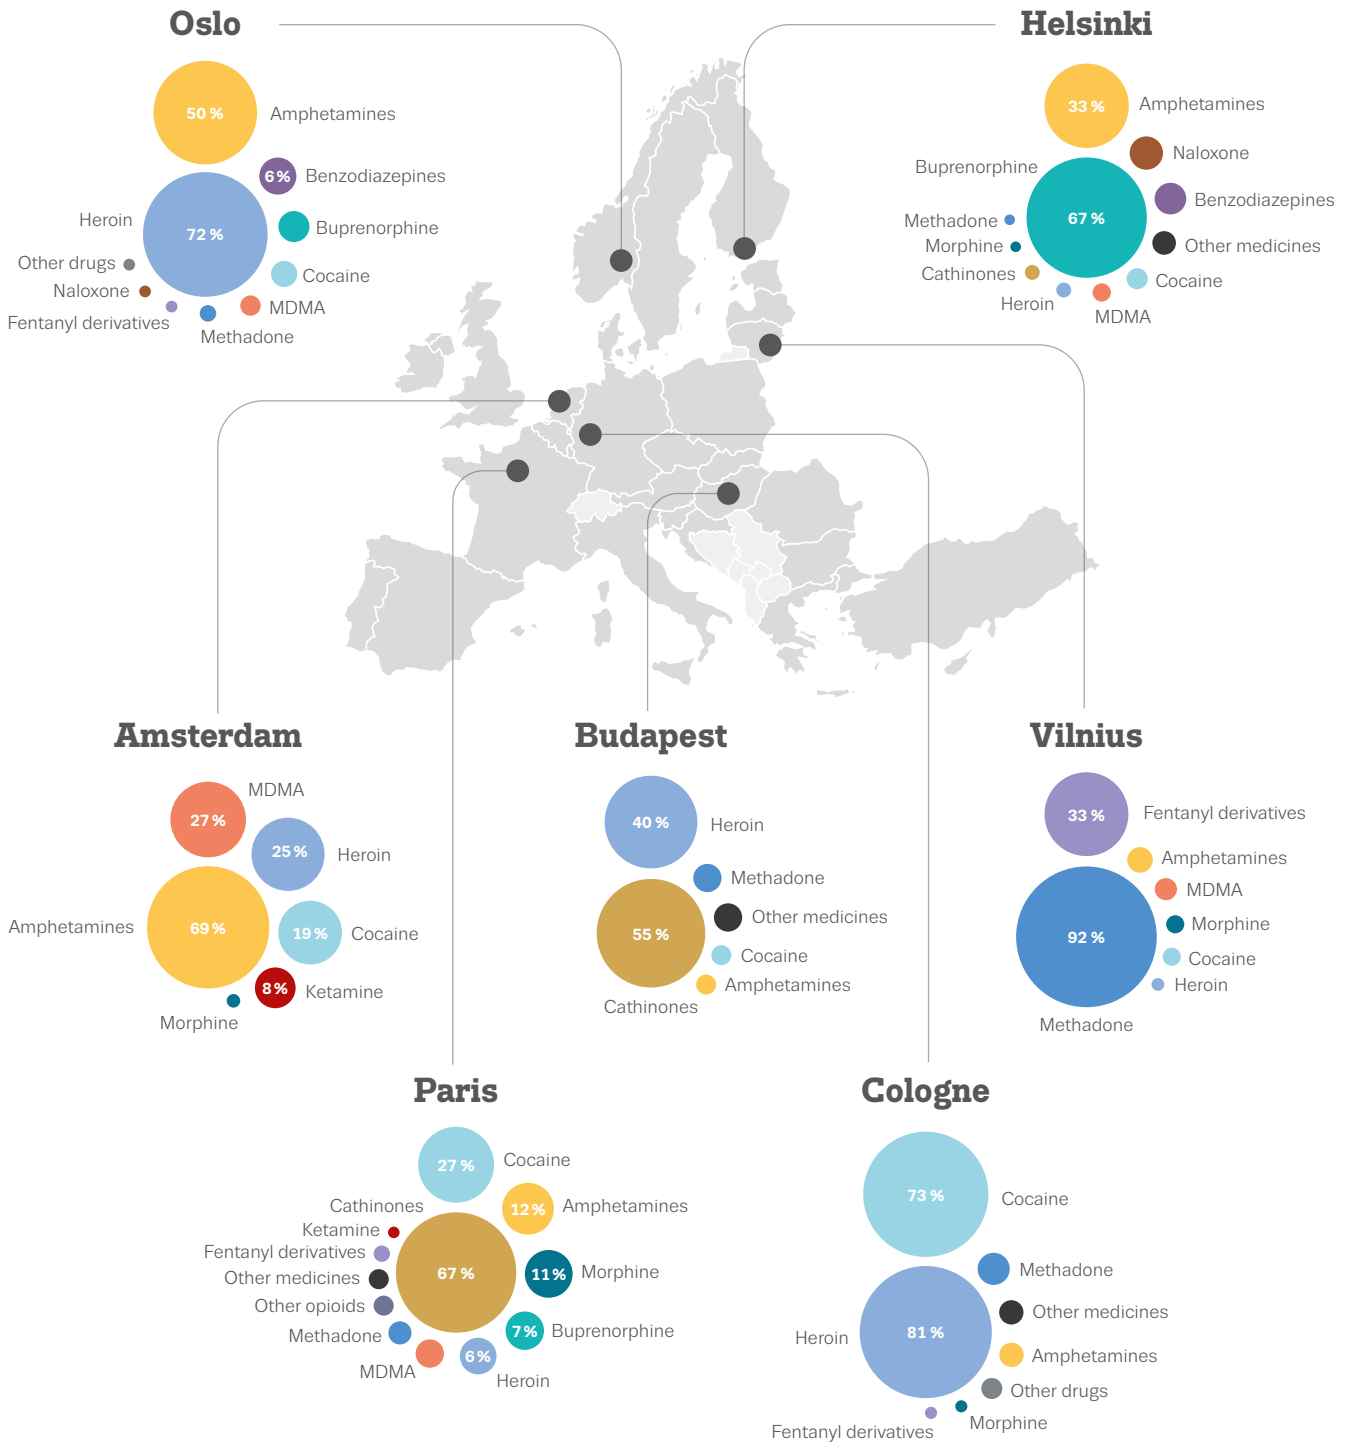 Oslo
50 %
Amphetamines
6 %
Benzodiazepines
Heroin
72 %
Buprenorphine
Other drugs
Cocaine
Naloxone
MDMA
Fentanyl derivatives
Methadone
Helsinki
33 %
Amphetamines
Naloxone
Buprenorphine
67 %
Benzodiazepines
Methadone
Morphine
Other medicines
Cathinones
Cocaine
Heroin
MDMA
Amsterdam
MDMA
27 %
25 %
Heroin
Amphetamines
69 %
19 %
Cocaine
8 %
Ketamine
Morphine
Budapest
40 %
Heroin
Methadone
Other medicines
55 %
Cocaine
Amphetamines
Cathinones
Vilnius
33 %
Fentanyl derivatives
Amphetamines
MDMA
Morphine
92 %
Cocaine
Heroin
Methadone
Paris
27 %
Cocaine
Cathinones
12 %
Amphetamines
Ketamine
Fentanyl derivatives
67 %
11 %
Morphine
Other medicines
Other opioids
Methadone
7 %
Buprenorphine
MDMA
6 %
Heroin
Cologne
73 %
Cocaine
Methadone
Other medicines
Heroin
81 %
Amphetamines
Other drugs
Morphine
Fentanyl derivatives